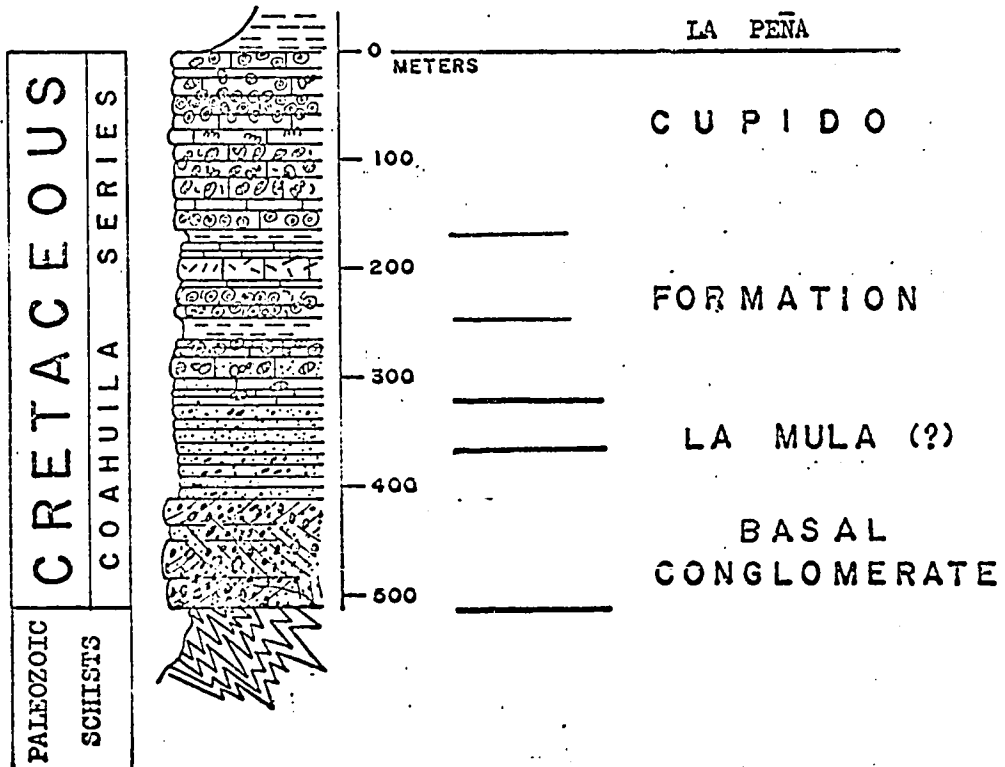 LA PEÑA
0
METERS
CUPIDO
100
200
FORMATION
300
LA MULA (?)
400
BASAL
CONGLOMERATE
500
CRETACEOUS
COAHUILA SERIES
PALEOZOIC
SCHISTS